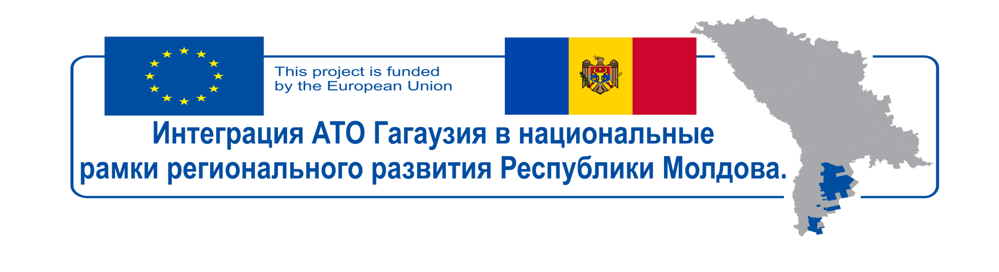 This project is funded
by the European Union
Интеграция АТО Гагаузия в национальные
рамки регионального развития Республики Молдова.